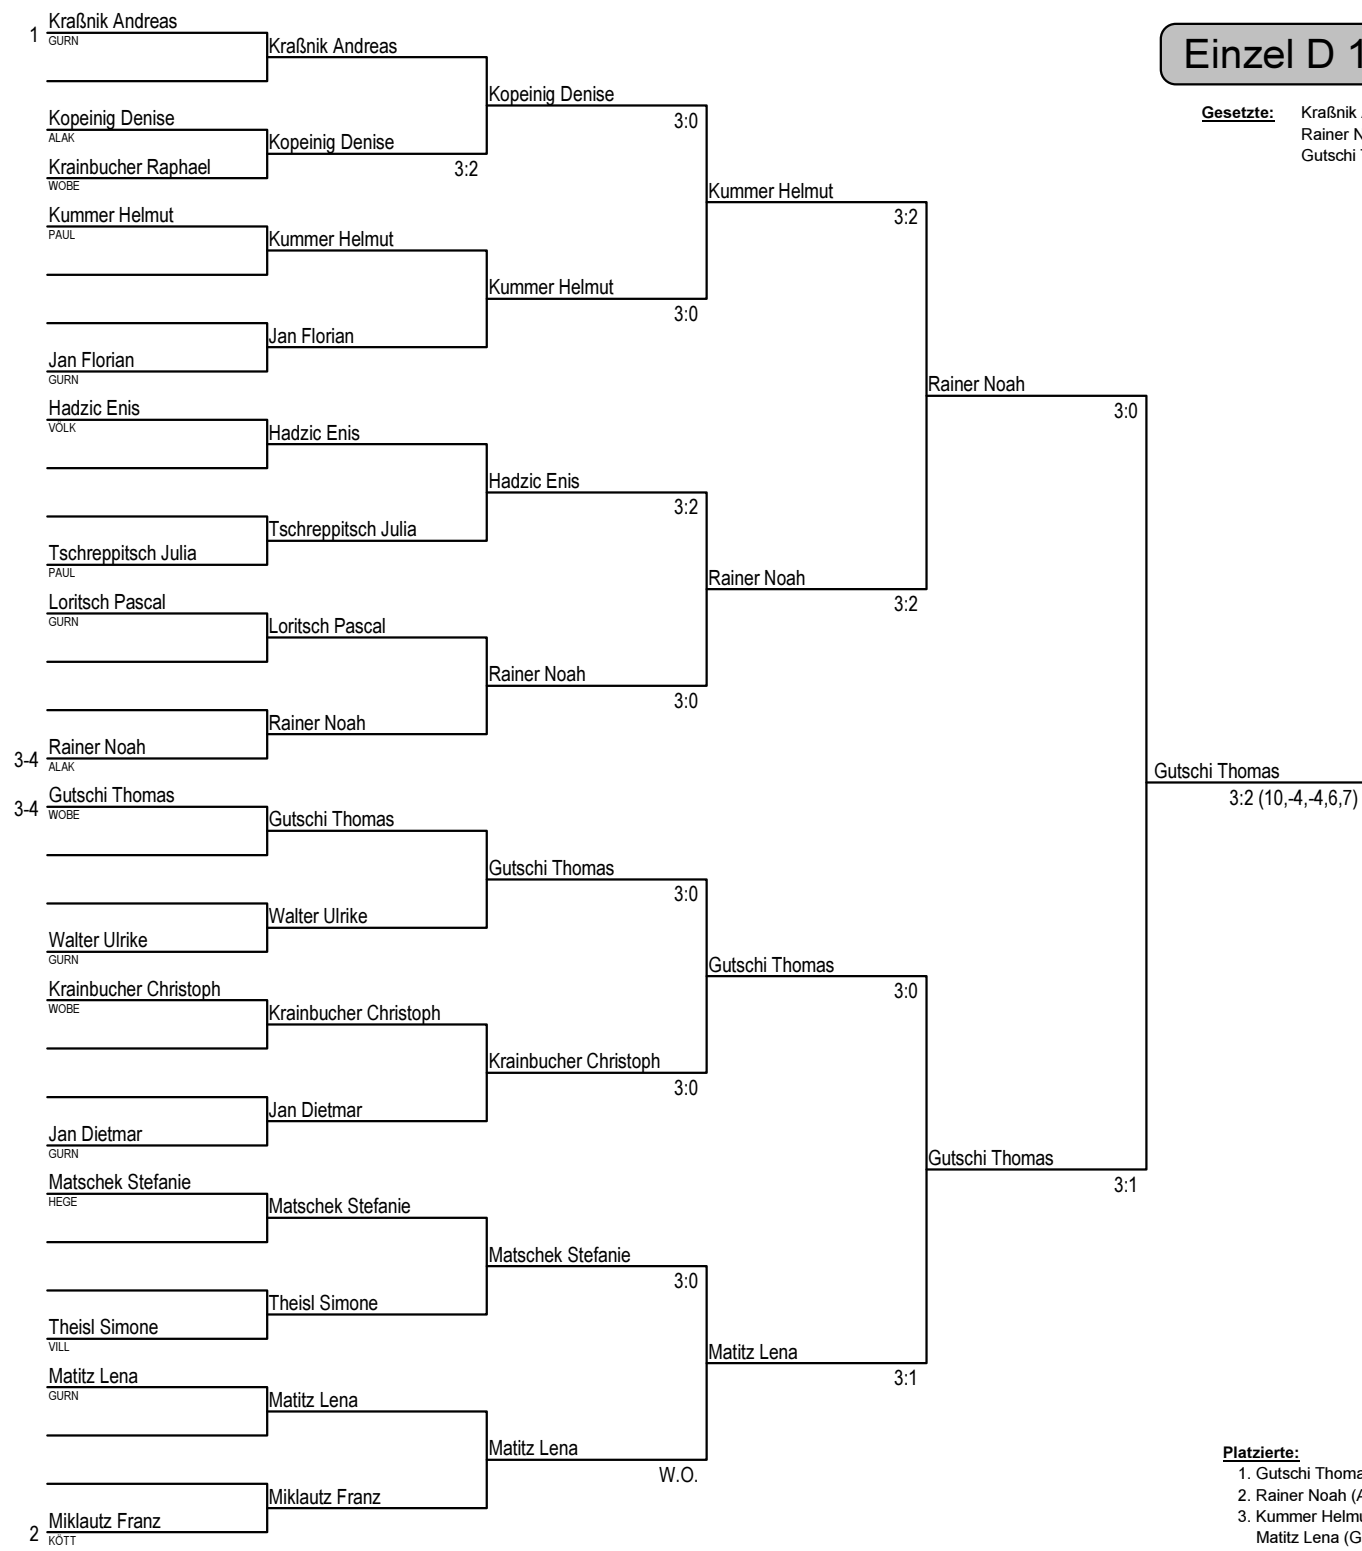 Einzel D 1
Gesetzte: Kraßnik
Rainer
Gutschi
1 Kraßnik Andreas
GURN
Kopeinig Denise
ALAK
Krainbucher Raphael
WOBE
Kummer Helmut
PAUL
Jan Florian
GURN
Hadzic Enis
VÖLK
Tschreppitsch Julia
PAUL
Loritsch Pascal
GURN
3-4 Rainer Noah
ALAK
3-4 Gutschi Thomas
WOBE
Walter Ulrike
GURN
Krainbucher Christoph
WOBE
Jan Dietmar
GURN
Matschek Stefanie
HEGE
Theisl Simone
VILL
Matitz Lena
GURN
2 Miklautz Franz
KÖTT
Kraßnik Andreas
Kopeinig Denise
3:2
Kummer Helmut
Jan Florian
Hadzic Enis
Tschreppitsch Julia
Loritsch Pascal
Rainer Noah
Gutschi Thomas
Walter Ulrike
Krainbucher Christoph
Jan Dietmar
Matschek Stefanie
Theisl Simone
Matitz Lena
Miklautz Franz
Kopeinig Denise
3:0
Kummer Helmut
3:0
Hadzic Enis
3:2
Rainer Noah
3:0
Gutschi Thomas
3:0
Krainbucher Christoph
3:0
Matschek Stefanie
3:0
Matitz Lena
W.O.
Kummer Helmut
3:2
Rainer Noah
3:2
Gutschi Thomas
3:0
Matitz Lena
3:1
Rainer Noah
3:0
Gutschi Thomas
3:1
Gutschi Thomas
3:2 (10,-4,-4,6,7)
Platzierte:
1. Gutschi
2. Rainer Noah
3. Kummer
Matitz Lena